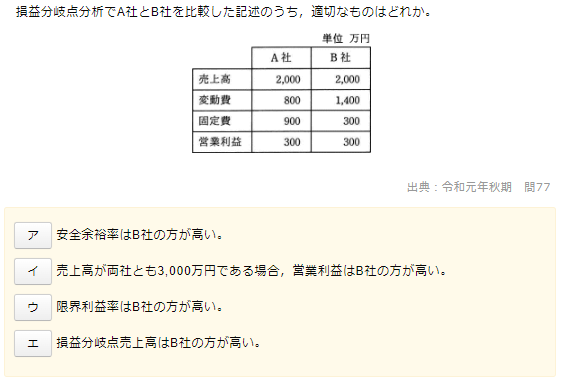 損益分岐点分析でA社とB社を比較した記述のうち，適切なものはどれか。
単位 万円
A社 B社
売上高 2,000 2,000
変動費 800 1,400
固定費 900 300
営業利益 300 300
出典：令和元年秋期 問77
ア 安全余裕率はB社の方が高い。
イ 売上高が両社とも3,000万円である場合，営業利益はB社の方が高い。
ウ 限界利益率はB社の方が高い。
エ 損益分岐点売上高はB社の方が高い。